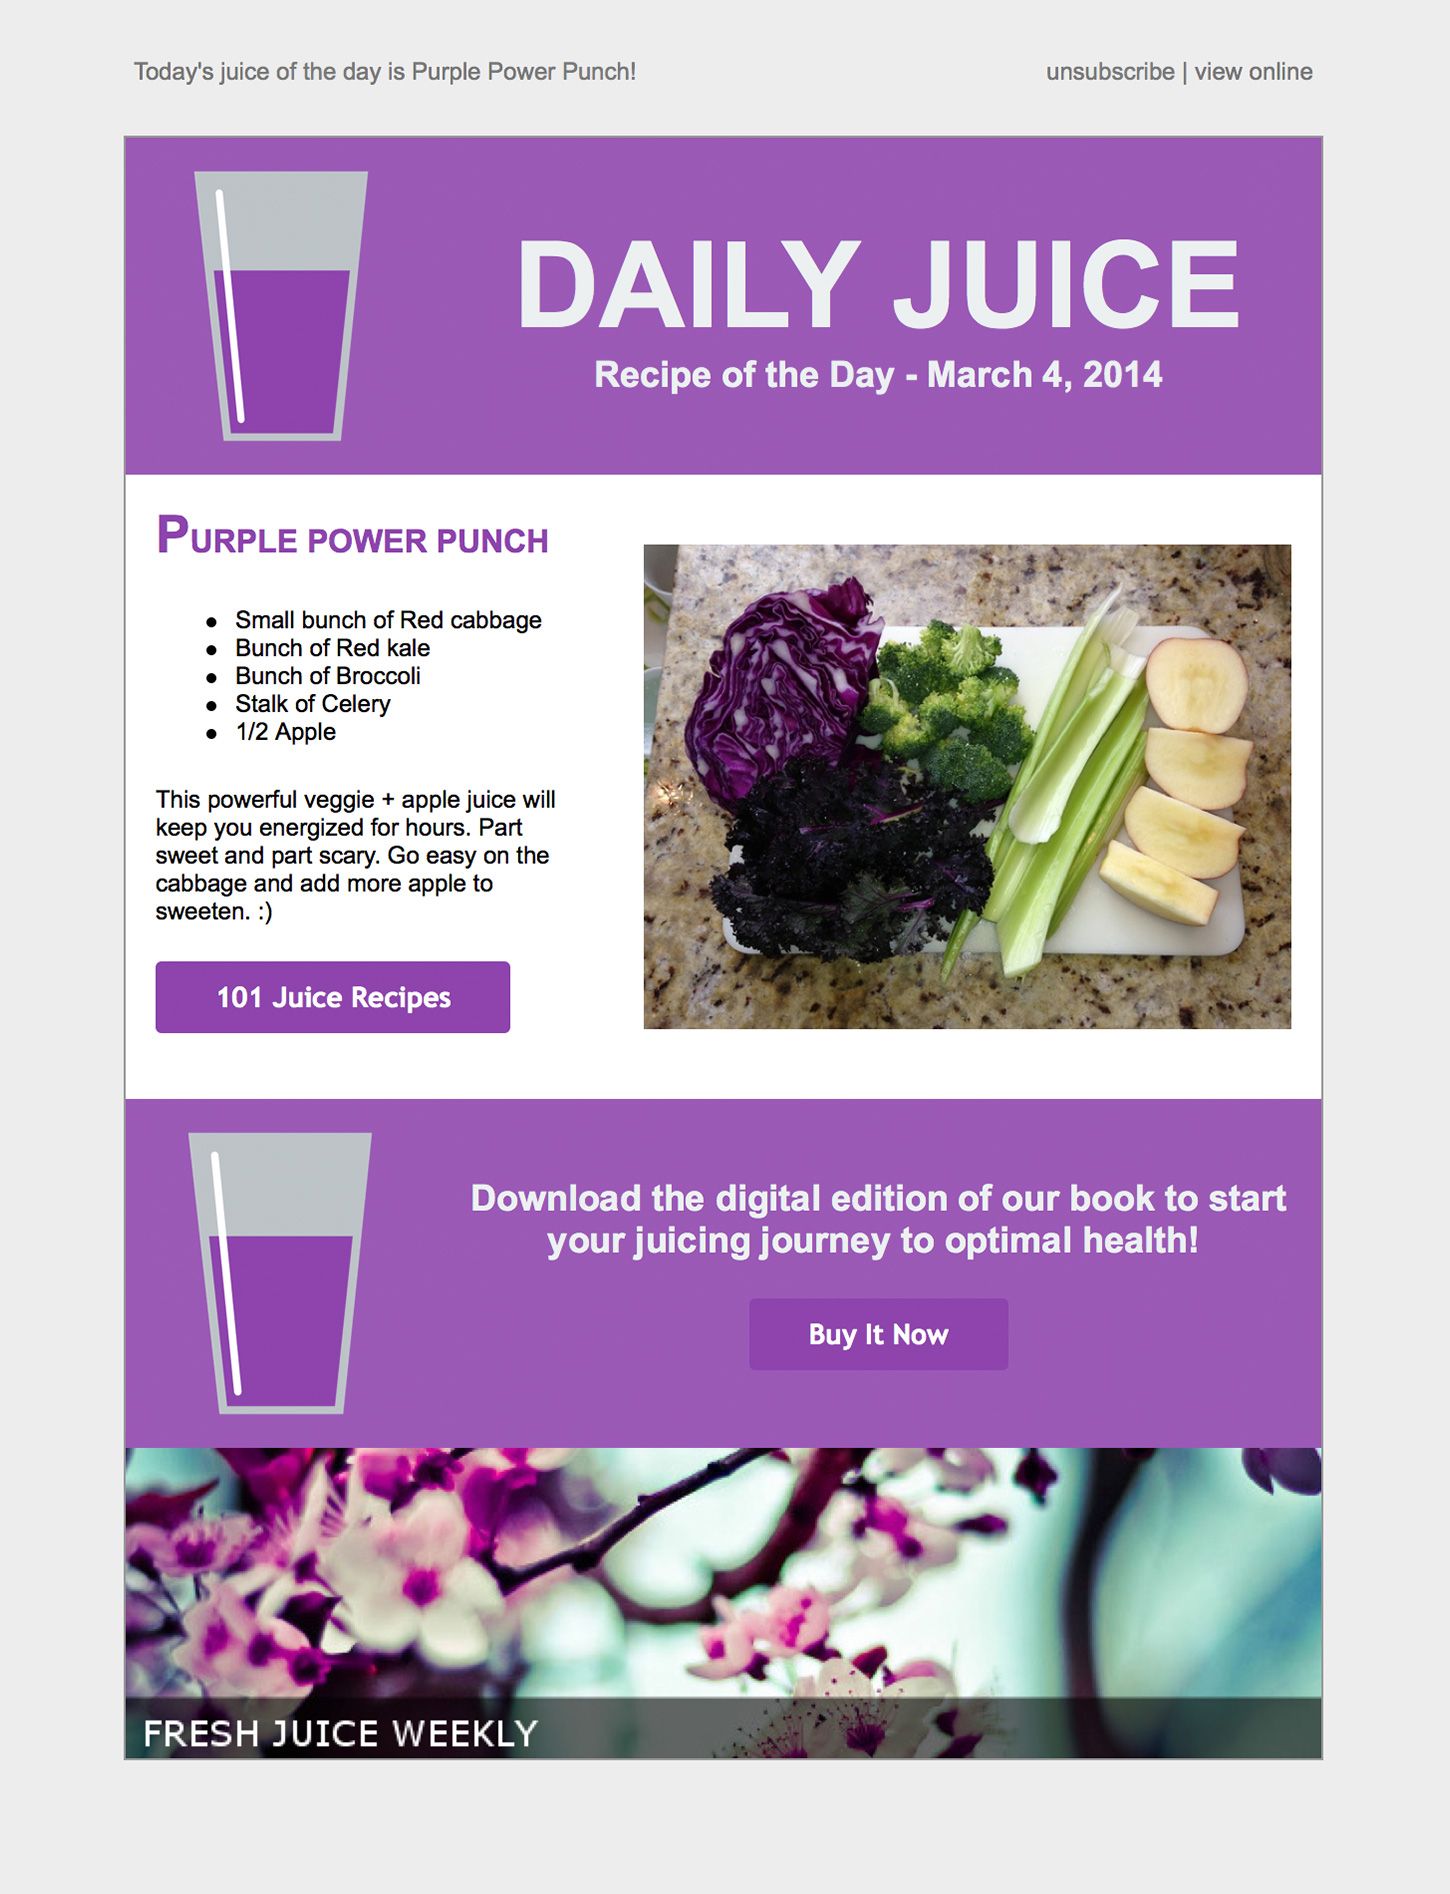 Today's juice of the day is Purple Power Punch!
unsubscribe | view online
DAILY JUICE
Recipe of the Day - March 4, 2014
PURPLE POWER PUNCH
● Small bunch of Red cabbage
● Bunch of Red kale
● Bunch of Broccoli
● Stalk of Celery
● 1/2 Apple
This powerful veggie + apple juice will
keep you energized for hours. Part
sweet and part scary. Go easy on the
cabbage and add more apple to
sweeten. :)
101 Juice Recipes
Download the digital edition of our book to start
your juicing journey to optimal health!
Buy It Now
FRESH JUICE WEEKLY